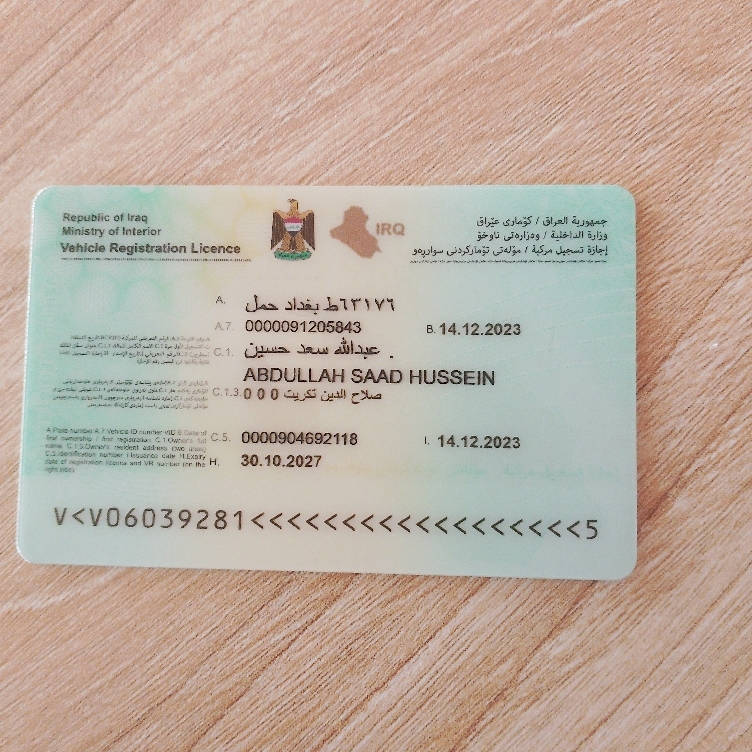 Republic of Iraq
Ministry of Interior
Vehicle Registration Licence
IRQ
جمهورية العراق / كۆماری عێراق
وزارة الداخلية / وەزارەتی ناوخۆ
إجازة تسجيل مركبة / مۆڵەتی تۆمارکردنی سواریەو
A. ٦٣١٧٦ط بغداد حمل
A.7. 0000091205843
B. 14.12.2023
C.1. عبدالله سعد حسين .
ABDULLAH SAAD HUSSEIN
C.1.3. صلاح الدين تكريت 0 0 0
A.Plate number A.7.Vehicle ID number VID B.Date of
first ownership / first registration C.1.Owner's full
name C.1.3.Owner's resident address (two lines)
C.5.Identification number I.Issuance date H.Expiry
date of registration licence and VR number (on the
right side)
C.5. 0000904692118
I. 14.12.2023
H. 30.10.2027
V<V06039281<<<<<<<<<<<<<<<<<<5